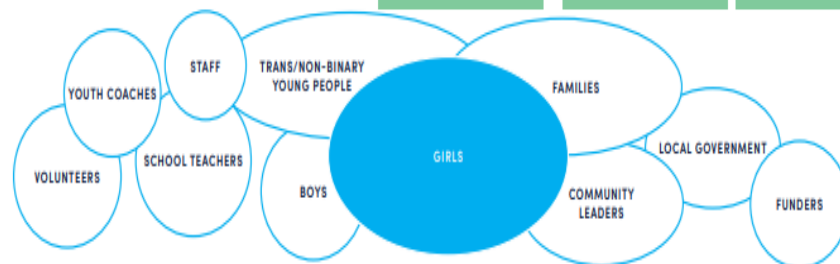 STAFF
TRANS/NON-BINARY
YOUNG PEOPLE
FAMILIES
YOUTH COACHES
LOCAL GOVERNMENT
GIRLS
SCHOOL TEACHERS
VOLUNTEERS
BOYS
COMMUNITY
LEADERS
FUNDERS